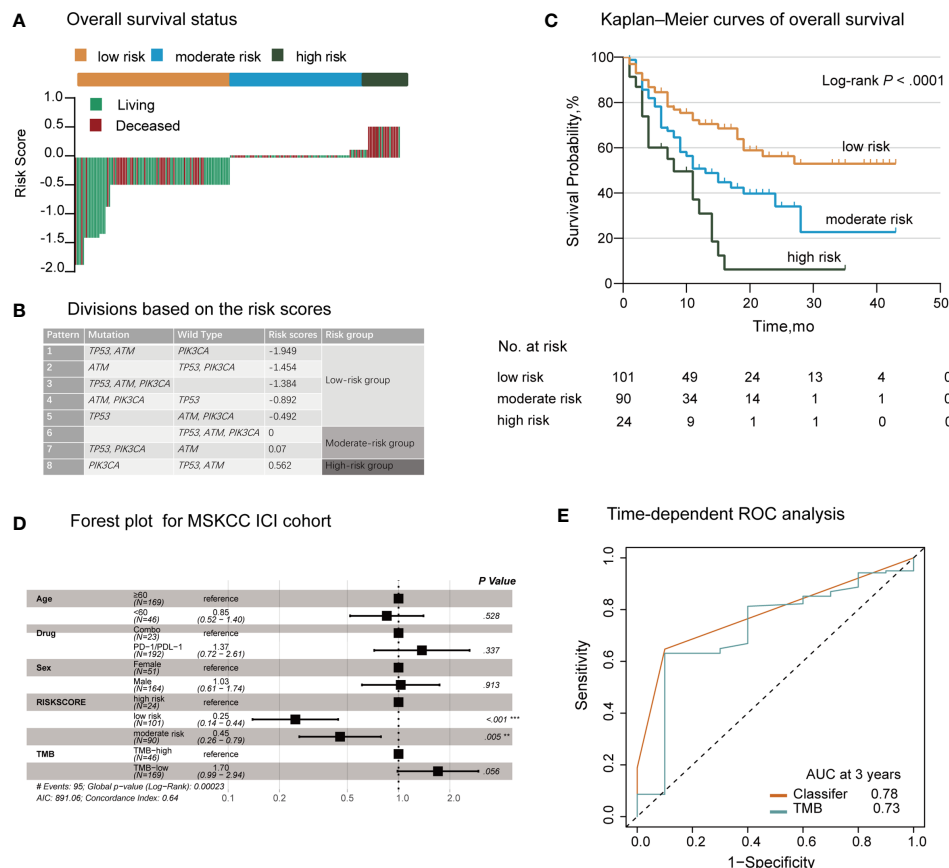 A Overall survival status
low risk moderate risk high risk
Living
Deceased
Risk Score
1.0
0.5
0.0
-0.5
-1.0
-1.5
-2.0
B Divisions based on the risk scores
Pattern Mutation Wild Type Risk scores Risk group
1 TP53, ATM PIK3CA -1.949
2 ATM TP53, PIK3CA -1.454
3 TP53, ATM, PIK3CA -1.384
Low-risk group
4 ATM, PIK3CA TP53 -0.892
5 TP53 ATM, PIK3CA -0.492
6 TP53, ATM, PIK3CA 0
Moderate-risk group
7 TP53, PIK3CA ATM 0.07
8 PIK3CA TP53, ATM 0.562 High-risk group
C Kaplan–Meier curves of overall survival
Log-rank P < .0001
Survival Probability,%
100
80
60
40
20
0
low risk
moderate risk
high risk
0 10 20 30 40 50
Time,mo
No. at risk
low risk 101 49 24 13 4 0
moderate risk 90 34 14 1 1 0
high risk 24 9 1 1 0 0
D Forest plot for MSKCC ICI cohort
P Value
Age ≥60 reference
(N=169)
<60 0.85 .528
(N=46) (0.52 - 1.40)
Drug Combo reference
(N=23)
PD-1/PDL-1 1.37 .337
(N=192) (0.72 - 2.61)
Sex Female reference
(N=51)
Male 1.03 .913
(N=164) (0.61 - 1.74)
RISKSCORE high risk reference
(N=24)
low risk 0.25 <.001 ***
(N=101) (0.14 - 0.44)
moderate risk 0.45 .005 **
(N=90) (0.26 - 0.79)
TMB TMB-high reference
(N=46)
TMB-low 1.70 .056
(N=169) (0.99 - 2.94)
# Events: 95; Global p-value (Log-Rank): 0.00023
AIC: 891.06; Concordance Index: 0.64
0.1 0.5 1.0 2.0
E Time-dependent ROC analysis
Sensitivity
1.0
0.8
0.6
0.4
0.2
0.0
AUC at 3 years
Classifer 0.78
TMB 0.73
0.0 0.2 0.4 0.6 0.8 1.0
1-Specificity